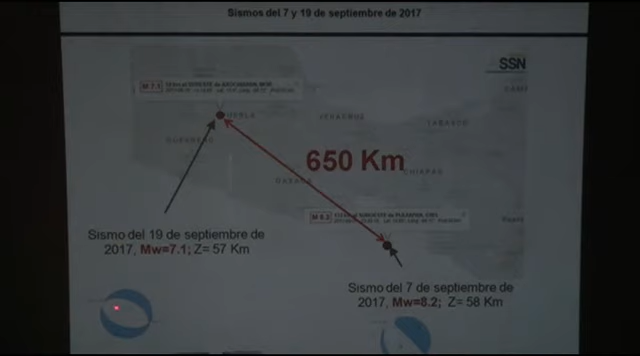 Sismos del 7 y 19 de septiembre de 2017
SSN
M 7.1
PUEBLA
VERACRUZ
TABASCO
GUERRERO
650 Km
CHIAPAS
OAXACA
Sismo del 19 de septiembre de
2017, Mw=7.1; Z= 57 Km
Sismo del 7 de septiembre de
2017, Mw=8.2; Z= 58 Km